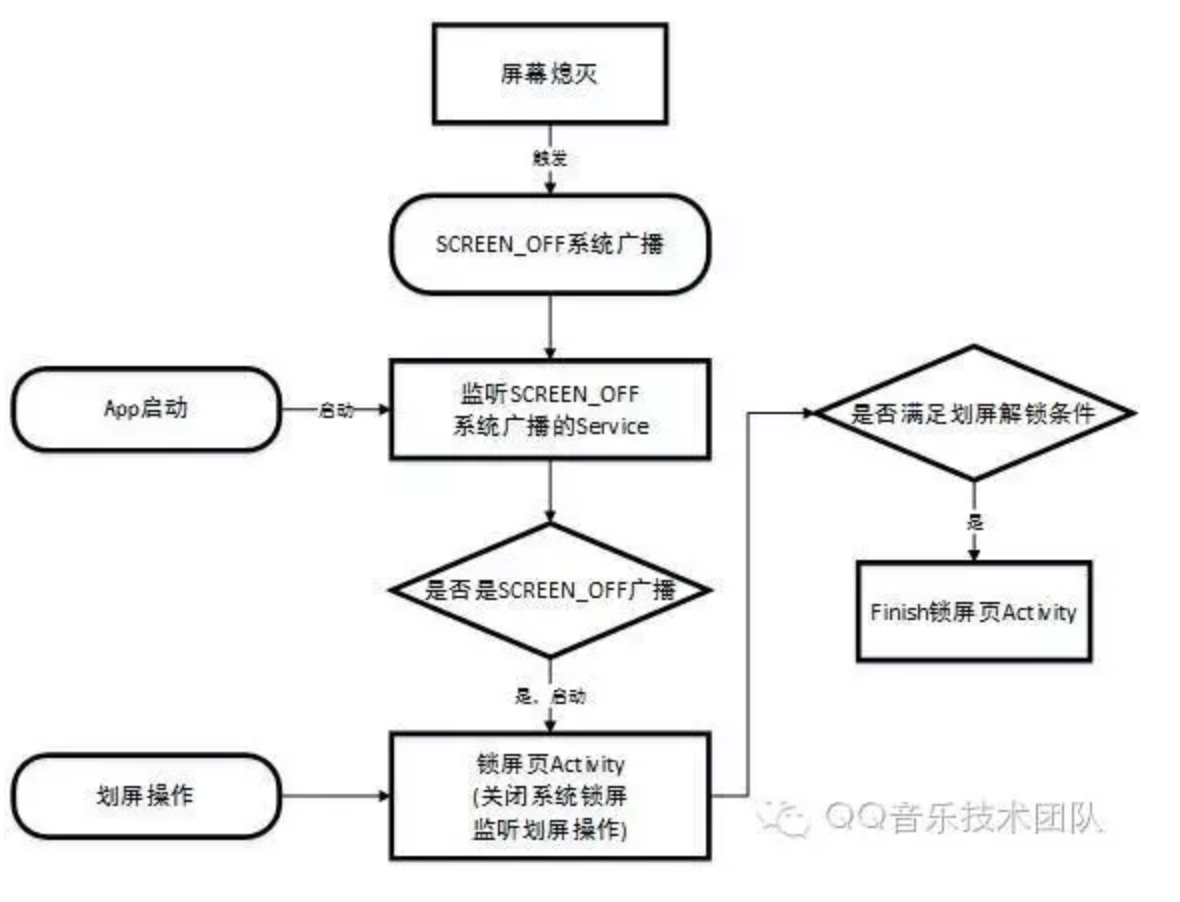 屏幕熄灭
触发
SCREEN_OFF系统广播
App启动
启动
监听SCREEN_OFF
系统广播的Service
是否满足划屏解锁条件
是
Finish锁屏页Activity
是否是SCREEN_OFF广播
是，启动
划屏操作
锁屏页Activity
(关闭系统锁屏
监听划屏操作)
QQ音乐技术团队